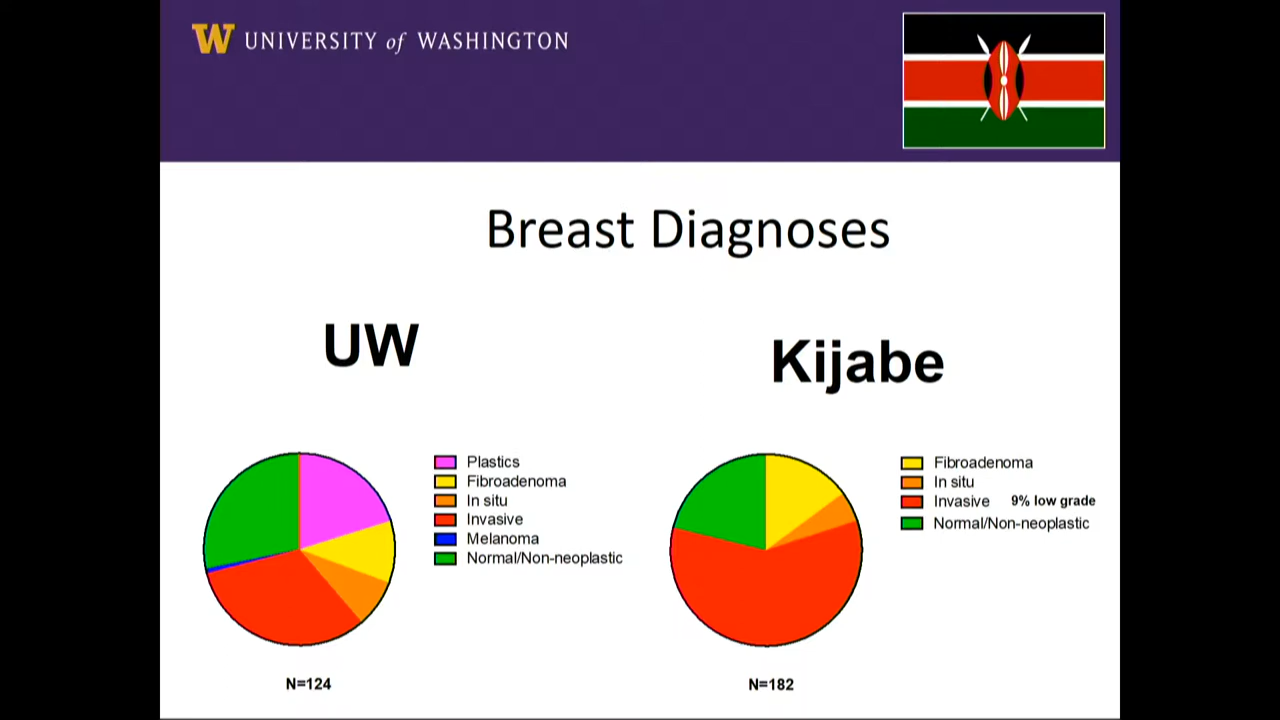 W UNIVERSITY of WASHINGTON
Breast Diagnoses
UW
Plastics
Fibroadenoma
In situ
Invasive
Melanoma
Normal/Non-neoplastic
N=124
Kijabe
Fibroadenoma
In situ
Invasive 9% low grade
Normal/Non-neoplastic
N=182